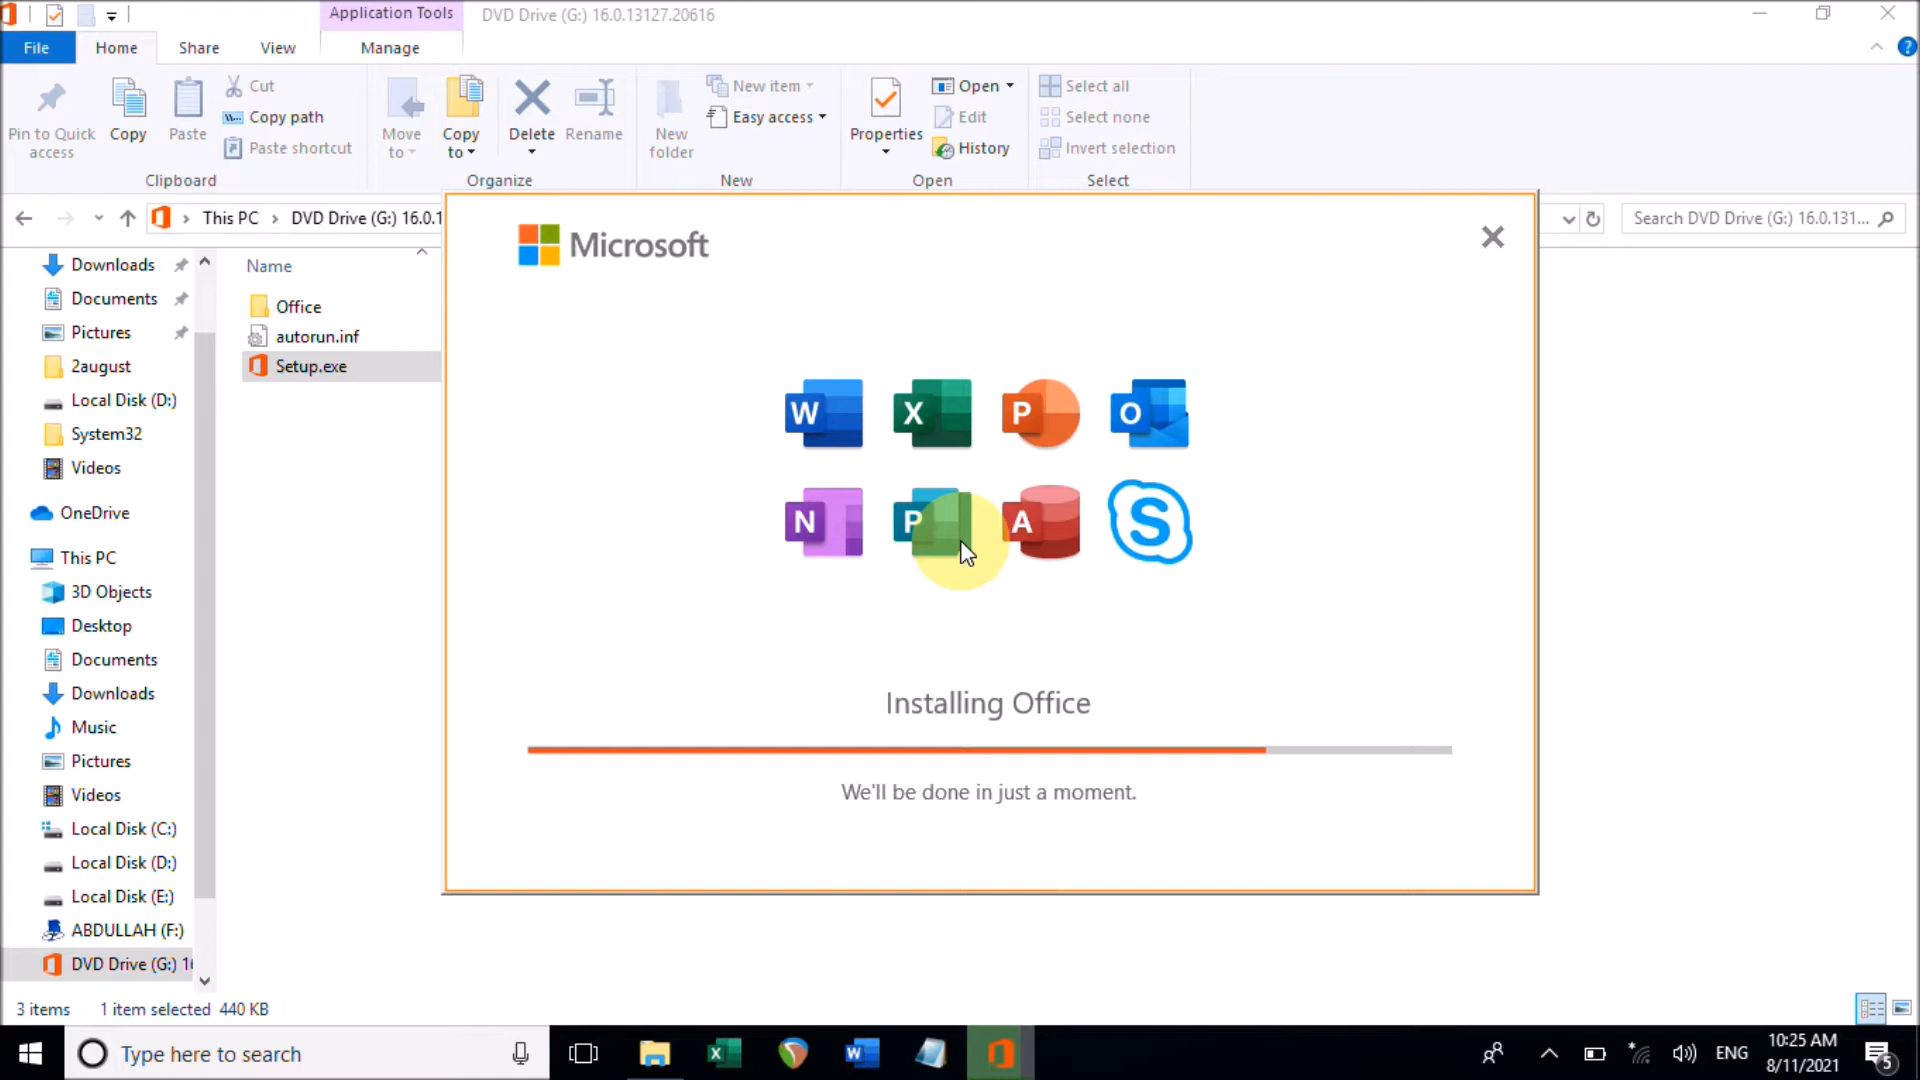 Application Tools
DVD Drive (G:) 16.0.13127.20616
File
Home
Share
View
Manage
Pin to Quick access
Copy
Paste
Cut
Copy path
Paste shortcut
Clipboard
Move to
Copy to
Delete
Rename
Organize
New folder
New item
Easy access
New
Properties
Open
Edit
History
Open
Select all
Select none
Invert selection
Select
This PC
DVD Drive (G:) 16.0.1
Search DVD Drive (G:) 16.0.131...
Downloads
Documents
Pictures
2august
Local Disk (D:)
System32
Videos
OneDrive
This PC
3D Objects
Desktop
Documents
Downloads
Music
Pictures
Videos
Local Disk (C:)
Local Disk (D:)
Local Disk (E:)
ABDULLAH (F:)
DVD Drive (G:) 1
Name
Office
autorun.inf
Setup.exe
Microsoft
W
X
P
O
N
P
A
S
Installing Office
We'll be done in just a moment.
3 items
1 item selected 440 KB
Type here to search
X
W
ENG
10:25 AM
8/11/2021
5